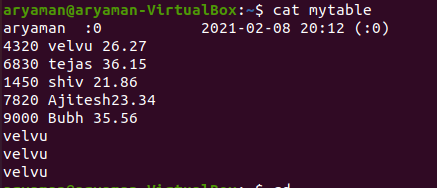 aryaman@aryaman-VirtualBox:~$ cat mytable
aryaman  :0           2021-02-08 20:12 (:0)
4320 velvu 26.27
6830 tejas 36.15
1450 shiv 21.86
7820 Ajitesh23.34
9000 Bubh 35.56
velvu
velvu
velvu